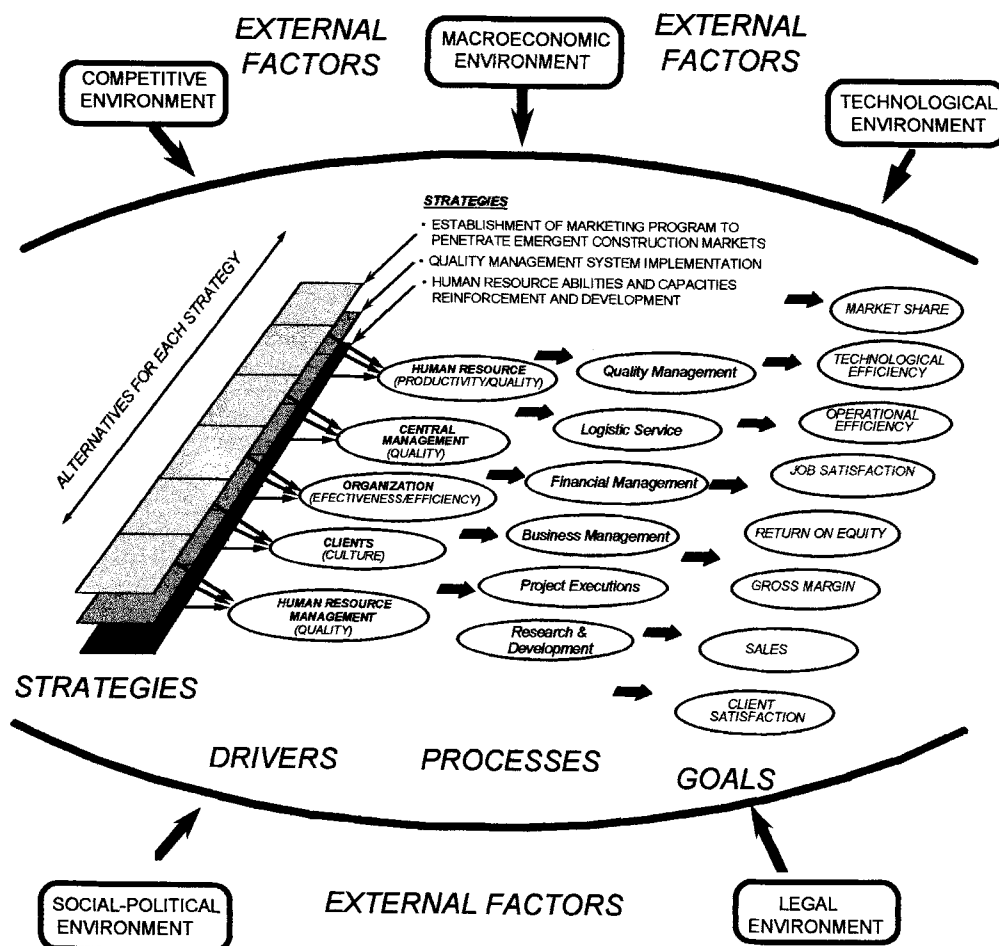 EXTERNAL
FACTORS
MACROECONOMIC
ENVIRONMENT
EXTERNAL
FACTORS
COMPETITIVE
ENVIRONMENT
TECHNOLOGICAL
ENVIRONMENT
STRATEGIES
• ESTABLISHMENT OF MARKETING PROGRAM TO
PENETRATE EMERGENT CONSTRUCTION MARKETS
• QUALITY MANAGEMENT SYSTEM IMPLEMENTATION
• HUMAN RESOURCE ABILITIES AND CAPACITIES
REINFORCEMENT AND DEVELOPMENT
ALTERNATIVES FOR EACH STRATEGY
HUMAN RESOURCE
(PRODUCTIVITY/QUALITY)
CENTRAL
MANAGEMENT
(QUALITY)
ORGANIZATION
(EFECTIVENESS/EFFICIENCY)
CLIENTS
(CULTURE)
HUMAN RESOURCE
MANAGEMENT
(QUALITY)
Quality Management
Logistic Service
Financial Management
Business Management
Project Executions
Research &
Development
MARKET SHARE
TECHNOLOGICAL
EFFICIENCY
OPERATIONAL
EFFICIENCY
JOB SATISFACTION
RETURN ON EQUITY
GROSS MARGIN
SALES
CLIENT
SATISFACTION
STRATEGIES
DRIVERS
PROCESSES
GOALS
SOCIAL-POLITICAL
ENVIRONMENT
EXTERNAL FACTORS
LEGAL
ENVIRONMENT